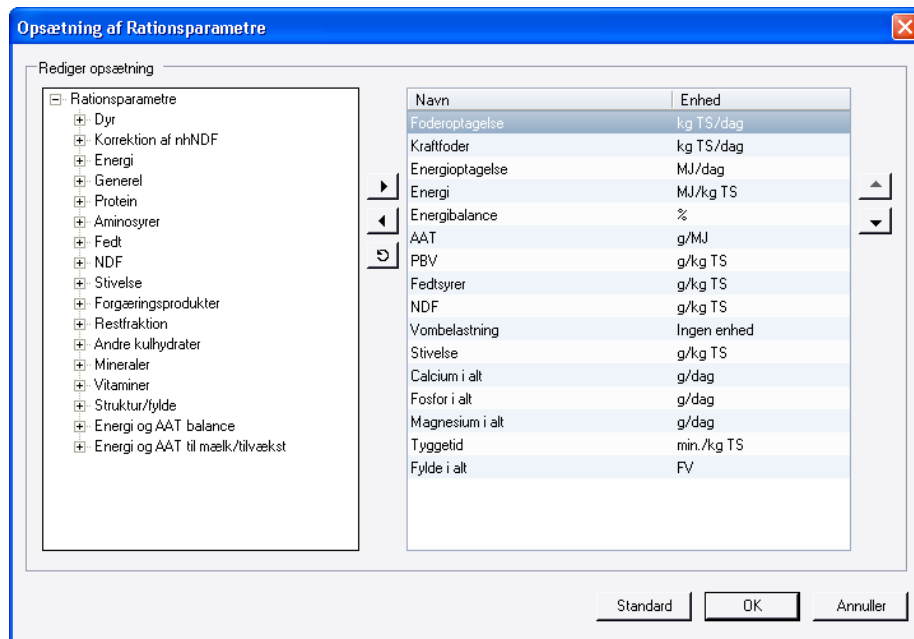 Opsætning af Rationsparametre
Rediger opsætning
Rationsparametre
Dyr
Korrektion af nhNDF
Energi
Generel
Protein
Aminosyrer
Fedt
NDF
Stivelse
Forgæringsprodukter
Restfraktion
Andre kulhydrater
Mineraler
Vitaminer
Struktur/fylde
Energi og AAT balance
Energi og AAT til mælk/tilvækst
Navn Enhed
Foderoptagelse kg TS/dag
Kraftfoder kg TS/dag
Energioptagelse MJ/dag
Energi MJ/kg TS
Energibalance %
AAT g/MJ
PBV g/kg TS
Fedtsyrer g/kg TS
NDF g/kg TS
Vombelastning Ingen enhed
Stivelse g/kg TS
Calcium i alt g/dag
Fosfor i alt g/dag
Magnesium i alt g/dag
Tyggetid min./kg TS
Fylde i alt FV
Standard OK Annuller